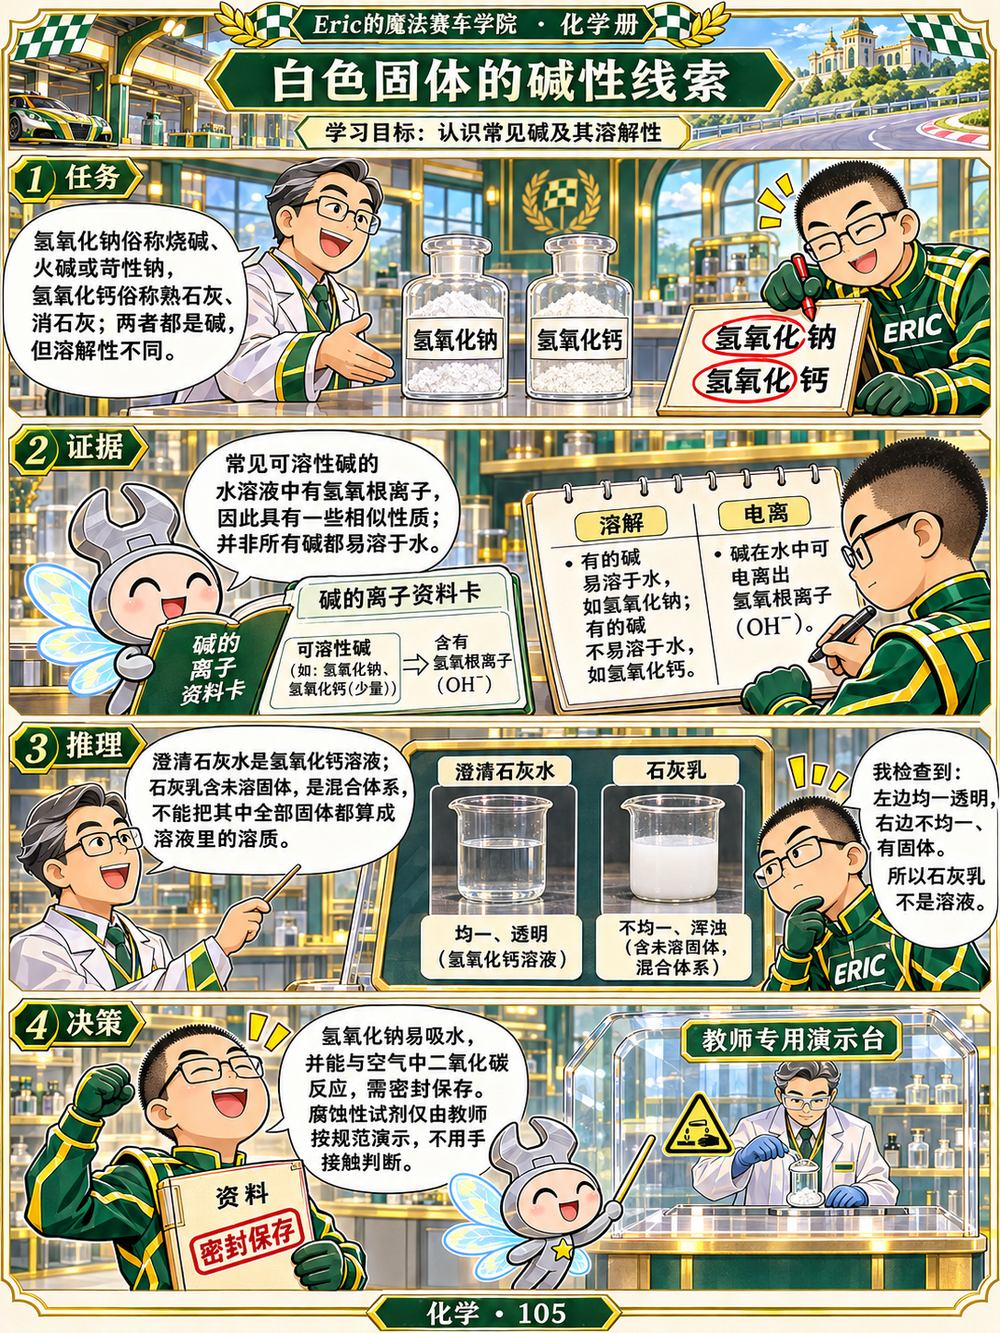 Eric的魔法赛车学院 · 化学册
白色固体的碱性线索
学习目标：认识常见碱及其溶解性
1 任务
氢氧化钠俗称烧碱、
火碱或苛性钠，
氢氧化钙俗称熟石灰、
消石灰；两者都是碱，
但溶解性不同。
氢氧化钠
氢氧化钙
氢氧化钠
氢氧化钙
ERIC
2 证据
常见可溶性碱的
水溶液中有氢氧根离子，
因此具有一些相似性质；
并非所有碱都易溶于水。
碱的
离子
资料卡
碱的离子资料卡
可溶性碱
(如：氢氧化钠、
氢氧化钙(少量))
⇒
含有
氢氧根离子
(OH⁻)
溶解
• 有的碱
易溶于水，
如氢氧化钠；
有的碱
不易溶于水，
如氢氧化钙。
电离
• 碱在水中可
电离出
氢氧根离子
(OH⁻)。
3 推理
澄清石灰水是氢氧化钙溶液；
石灰乳含未溶固体，是混合体系，
不能把其中全部固体都算成
溶液里的溶质。
澄清石灰水
均一、透明
(氢氧化钙溶液)
石灰乳
不均一、浑浊
(含未溶固体，
混合体系)
我检查到：
左边均一透明，
右边不均一、
有固体。
所以石灰乳
不是溶液。
ERIC
4 决策
氢氧化钠易吸水，
并能与空气中二氧化碳
反应，需密封保存。
腐蚀性试剂仅由教师
按规范演示，不用手
接触判断。
资料
密封保存
教师专用演示台
化学 · 105